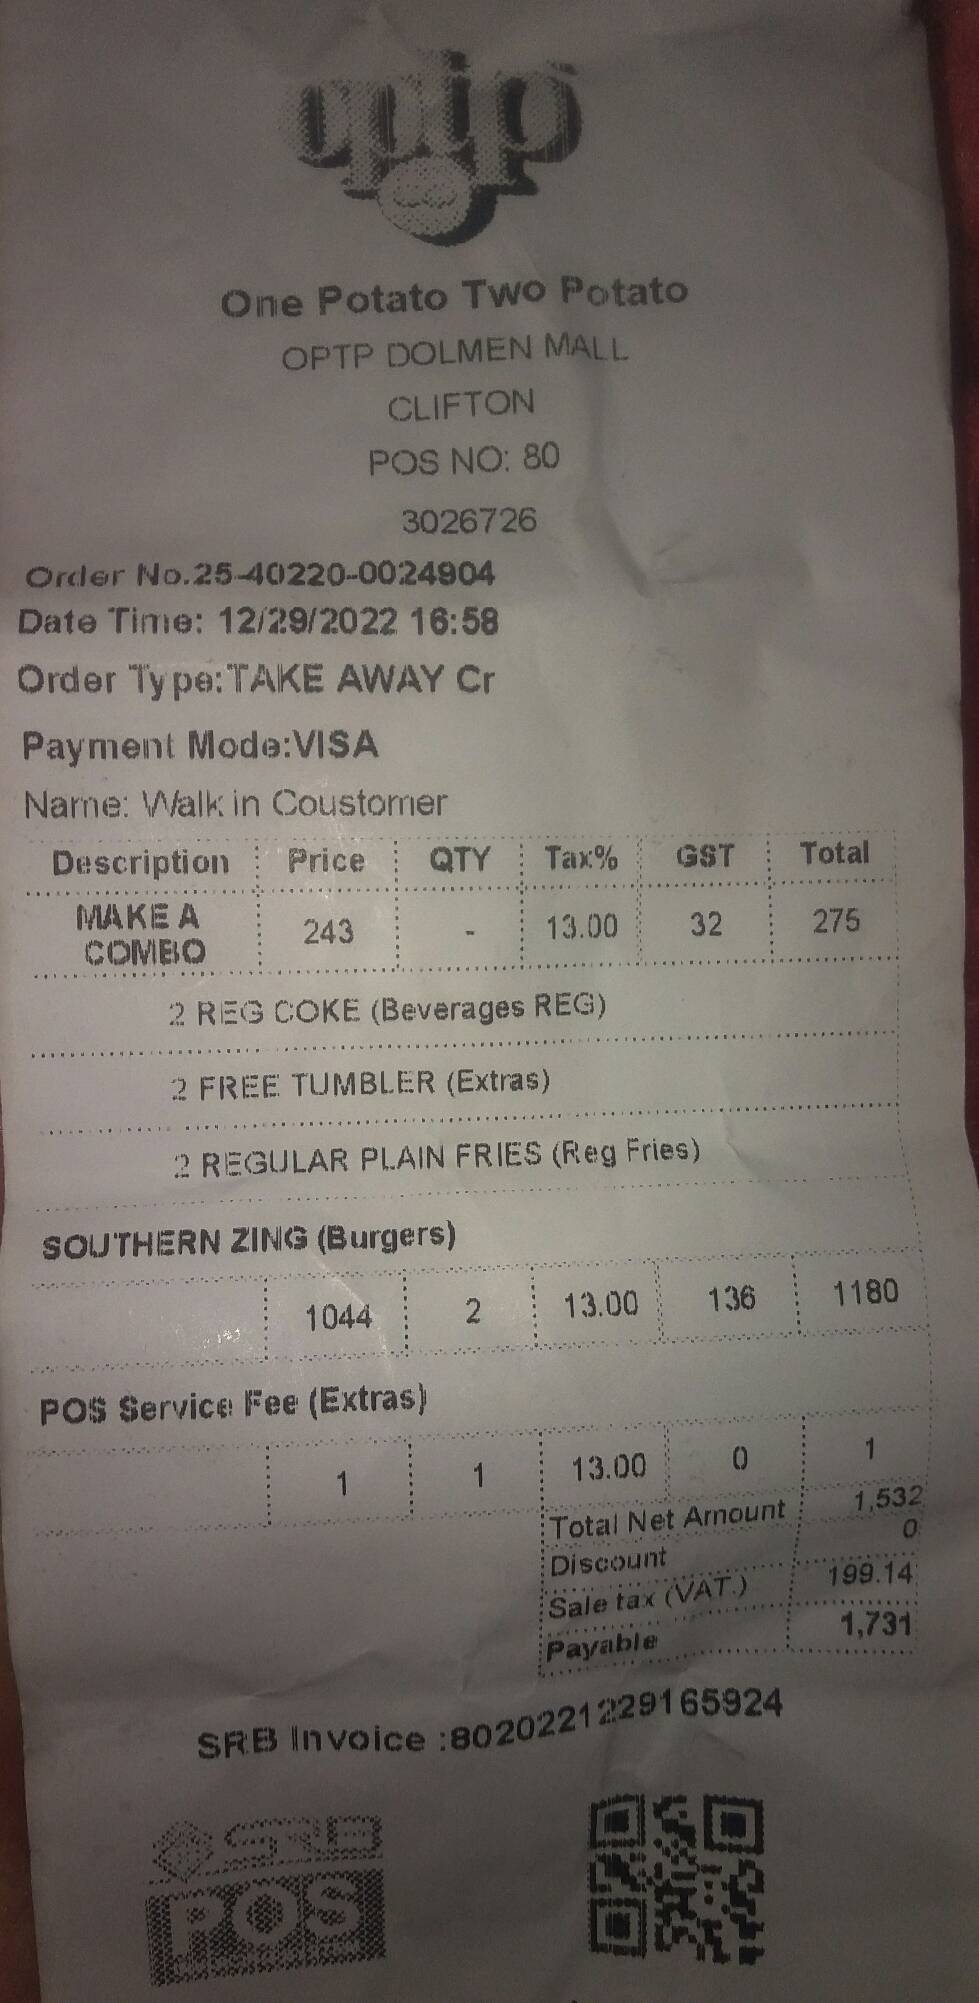 optp
One Potato Two Potato
OPTP DOLMEN MALL
CLIFTON
POS NO: 80
3026726
Order No.25-40220-0024904
Date Time: 12/29/2022 16:58
Order Type:TAKE AWAY Cr
Payment Mode:VISA
Name: Walk in Coustomer
Description Price QTY Tax% GST Total
MAKE A COMBO 243 - 13.00 32 275
2 REG COKE (Beverages REG)
2 FREE TUMBLER (Extras)
2 REGULAR PLAIN FRIES (Reg Fries)
SOUTHERN ZING (Burgers)
1044 2 13.00 136 1180
POS Service Fee (Extras)
1 1 13.00 0 1
Total Net Amount 1,532
Discount 0
Sale tax (VAT.) 199.14
Payable 1,731
SRB Invoice :8020221229165924
SRB
POS